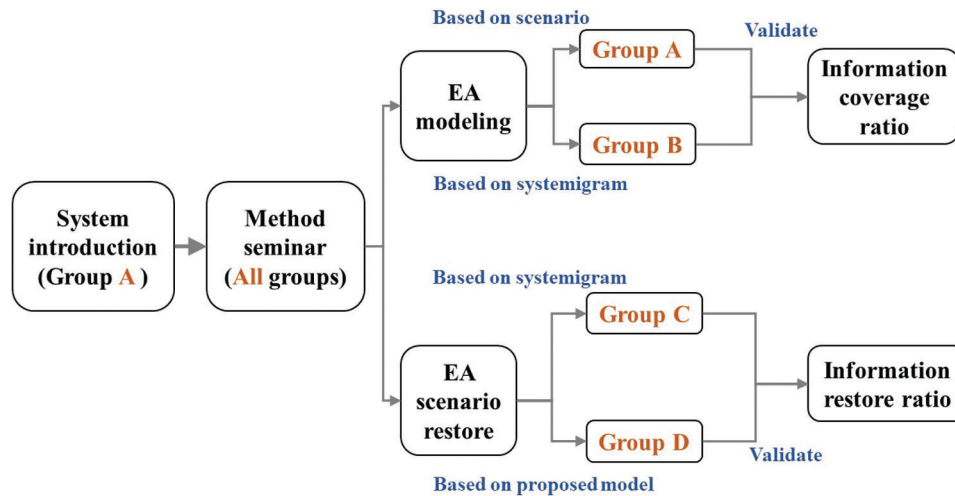 Based on scenario
Group A
Validate
EA
modeling
Information
coverage
ratio
Group B
Based on systemigram
System
introduction
(Group A )
Method
seminar
(All groups)
Based on systemigram
Group C
EA
scenario
restore
Information
restore ratio
Group D
Validate
Based on proposed model